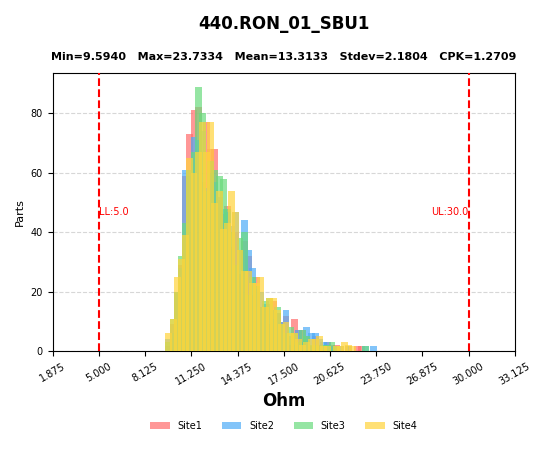 440.RON_01_SBU1
Min=9.5940 Max=23.7334 Mean=13.3133 Stdev=2.1804 CPK=1.2709
80
60
40
20
0
Parts
LL:5.0
UL:30.0
1.875
5.000
8.125
11.250
14.375
17.500
20.625
23.750
26.875
30.000
33.125
Ohm
Site1 Site2 Site3 Site4